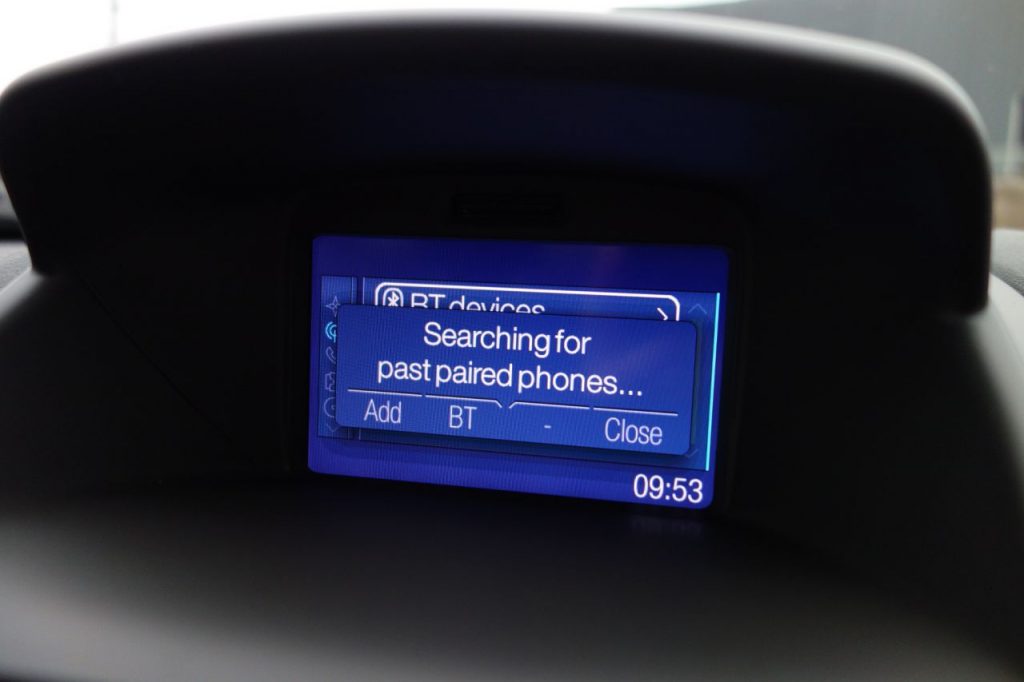 BT devices
Searching for
past paired phones...
Add BT - Close
09:53